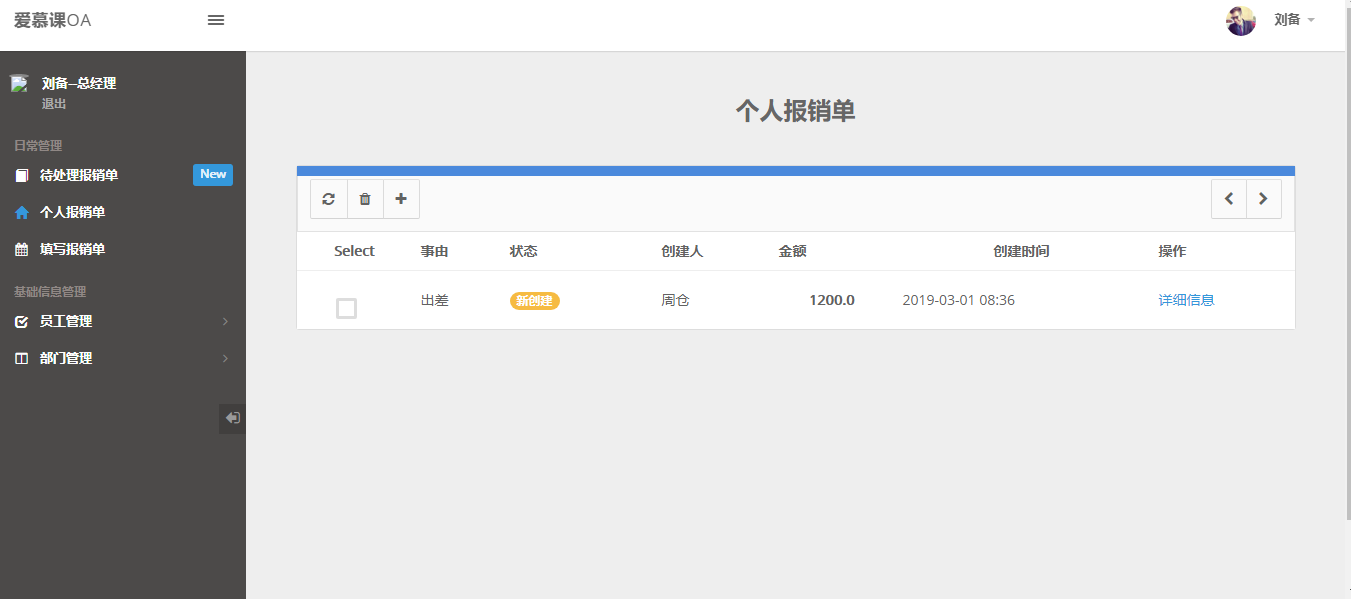 爱慕课OA
刘备
刘备--总经理
退出
日常管理
待处理报销单 New
个人报销单
填写报销单
基础信息管理
员工管理
部门管理
个人报销单
Select 事由 状态 创建人 金额 创建时间 操作
出差 新创建 周仓 1200.0 2019-03-01 08:36 详细信息